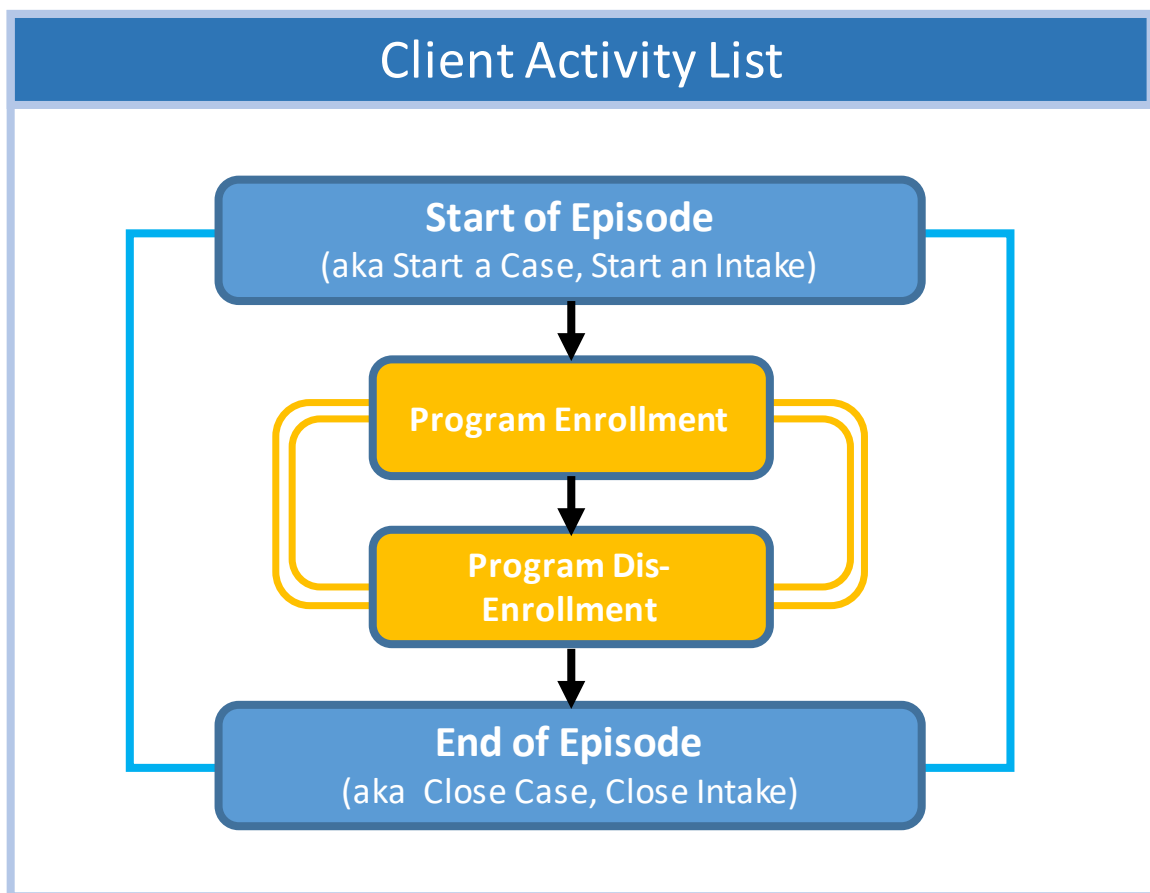 Client Activity List
Start of Episode
(aka Start a Case, Start an Intake)
Program Enrollment
Program Dis-
Enrollment
End of Episode
(aka Close Case, Close Intake)